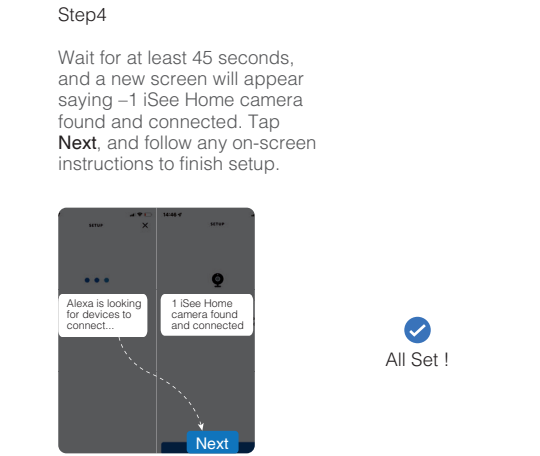 Step4
Wait for at least 45 seconds,
and a new screen will appear
saying –1 iSee Home camera
found and connected. Tap
Next, and follow any on-screen
instructions to finish setup.
SETUP
X
14:48
SETUP
Alexa is looking
for devices to
connect...
1 iSee Home
camera found
and connected
Next
All Set !